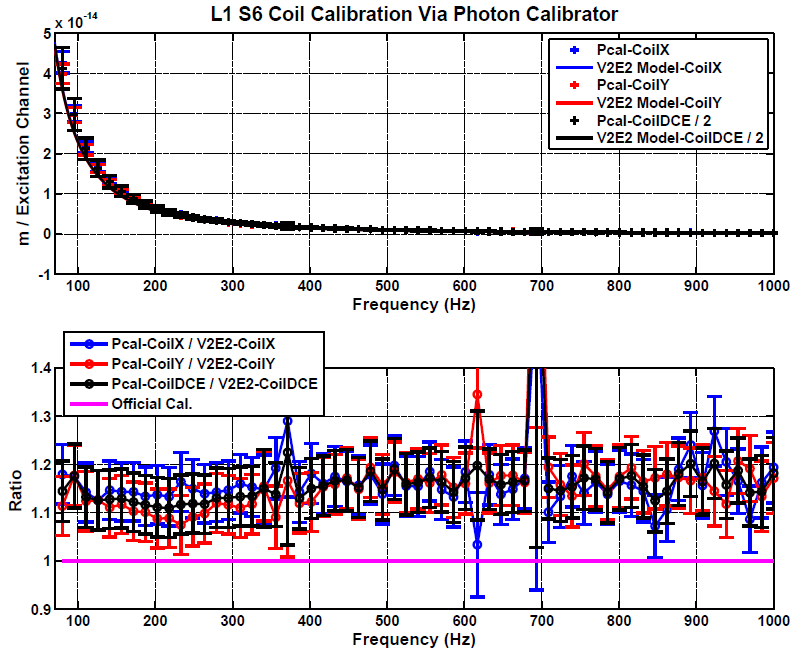 L1 S6 Coil Calibration Via Photon Calibrator
5 x 10^-14
4
3
2
1
0
-1
m / Excitation Channel
Pcal-CoilX
V2E2 Model-CoilX
Pcal-CoilY
V2E2 Model-CoilY
Pcal-CoilDCE / 2
V2E2 Model-CoilDCE / 2
100 200 300 400 500 600 700 800 900 1000
Frequency (Hz)
Pcal-CoilX / V2E2-CoilX
Pcal-CoilY / V2E2-CoilY
Pcal-CoilDCE / V2E2-CoilDCE
Official Cal.
1.4
1.3
1.2
1.1
1
0.9
Ratio
100 200 300 400 500 600 700 800 900 1000
Frequency (Hz)